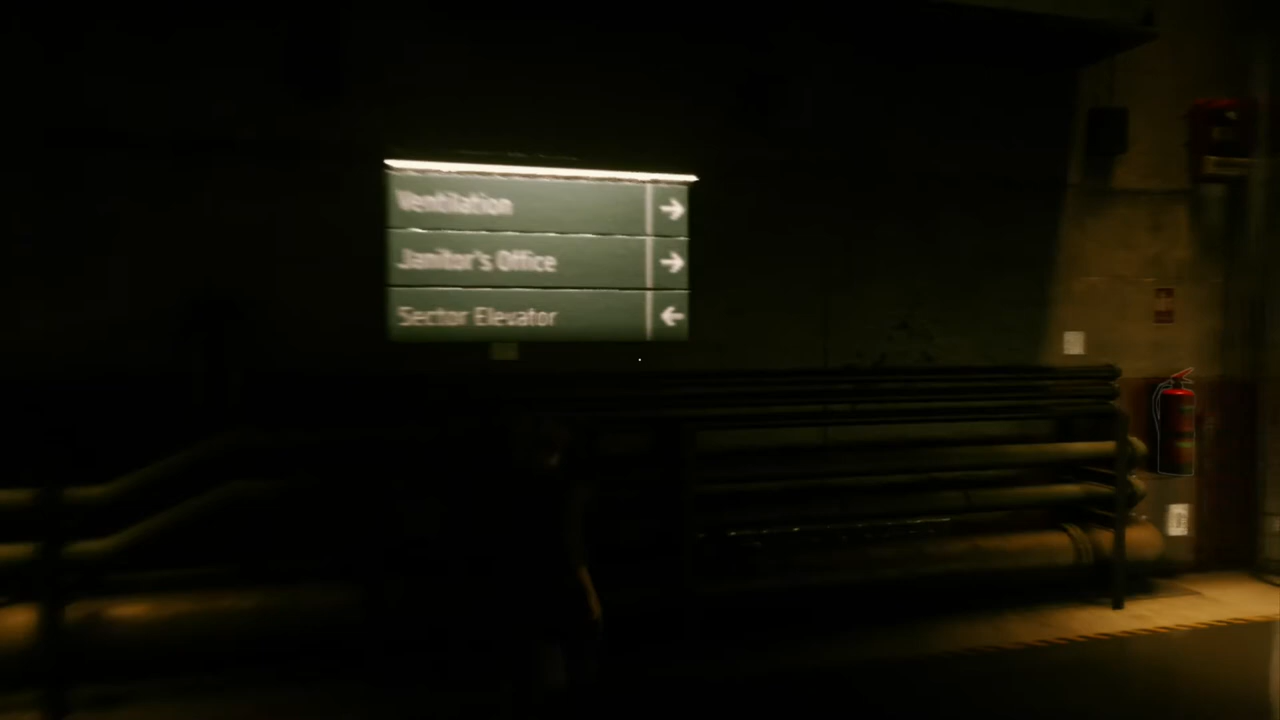 Ventilation →
Janitor's Office →
Sector Elevator ←